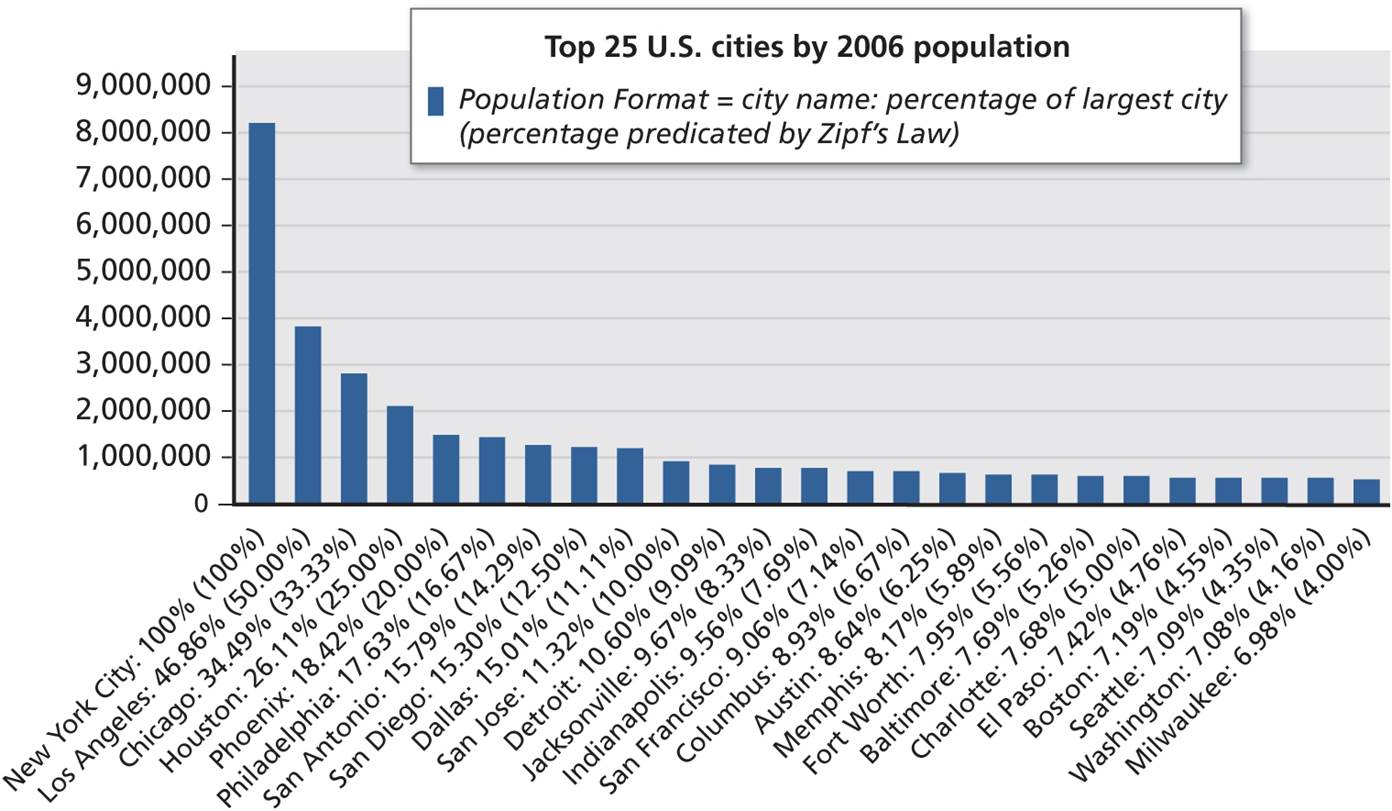 Top 25 U.S. cities by 2006 population
Population Format = city name: percentage of largest city
(percentage predicated by Zipf's Law)
9,000,000
8,000,000
7,000,000
6,000,000
5,000,000
4,000,000
3,000,000
2,000,000
1,000,000
0
New York City: 100% (100%)
Los Angeles: 46.86% (50.00%)
Chicago: 34.49% (33.33%)
Houston: 26.11% (25.00%)
Phoenix: 18.42% (20.00%)
Philadelphia: 17.63% (16.67%)
San Antonio: 15.79% (14.29%)
San Diego: 15.30% (12.50%)
Dallas: 15.01% (11.11%)
San Jose: 11.32% (10.00%)
Detroit: 10.60% (9.09%)
Jacksonville: 9.67% (8.33%)
Indianapolis: 9.56% (7.69%)
San Francisco: 9.06% (7.14%)
Columbus: 8.93% (6.67%)
Austin: 8.64% (6.25%)
Memphis: 8.17% (5.89%)
Fort Worth: 7.95% (5.56%)
Baltimore: 7.69% (5.26%)
Charlotte: 7.68% (5.00%)
El Paso: 7.42% (4.76%)
Boston: 7.19% (4.55%)
Seattle: 7.09% (4.35%)
Washington: 7.08% (4.16%)
Milwaukee: 6.98% (4.00%)